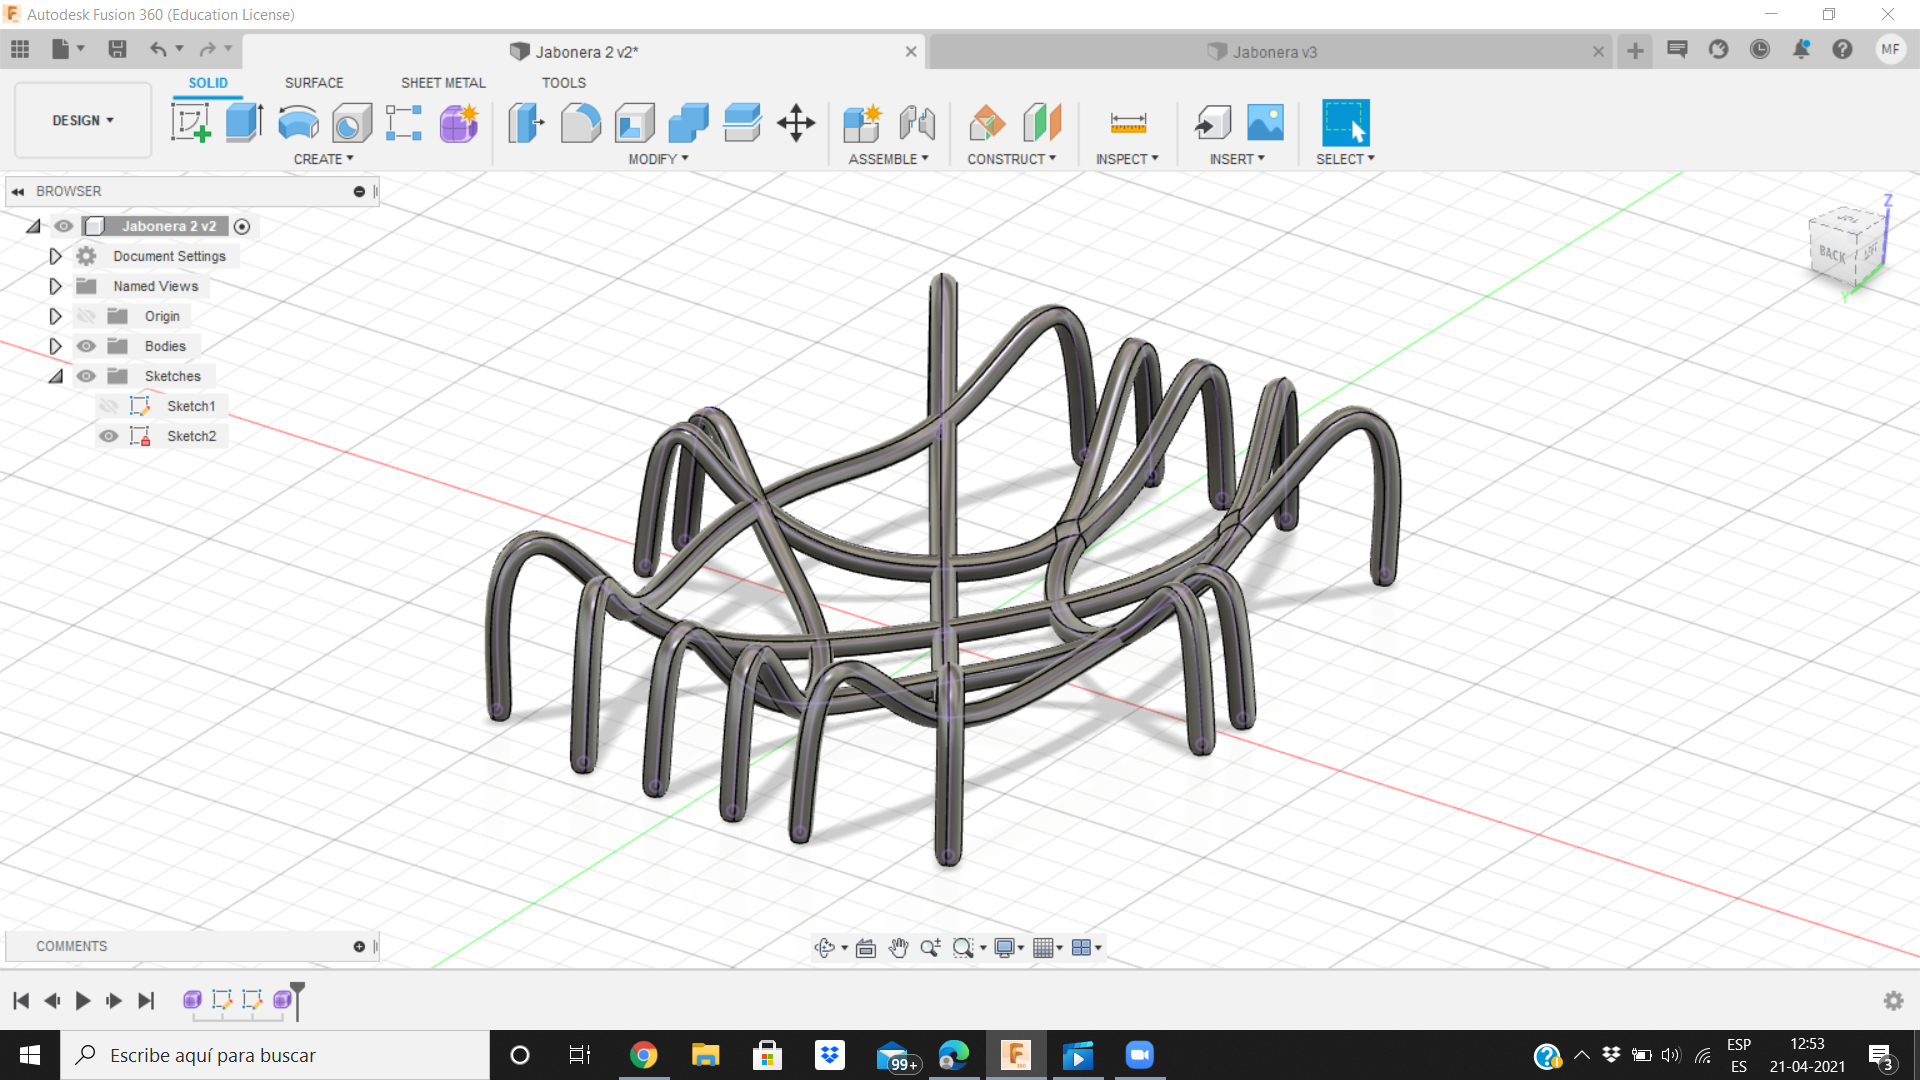 Autodesk Fusion 360 (Education License)
Jabonera 2 v2*
Jabonera v3
MF
SOLID
SURFACE
SHEET METAL
TOOLS
DESIGN
CREATE
MODIFY
ASSEMBLE
CONSTRUCT
INSPECT
INSERT
SELECT
BROWSER
Jabonera 2 v2
Document Settings
Named Views
Origin
Bodies
Sketches
Sketch1
Sketch2
Z
TOP
BACK
LEFT
Y
COMMENTS
Escribe aquí para buscar
99+
ESP
ES
12:53
21-04-2021
3